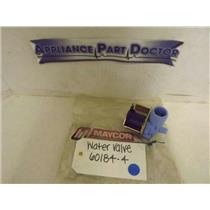 APPLIANCE PART DOCTOR
MAYCOR
Water Valve
60184-4